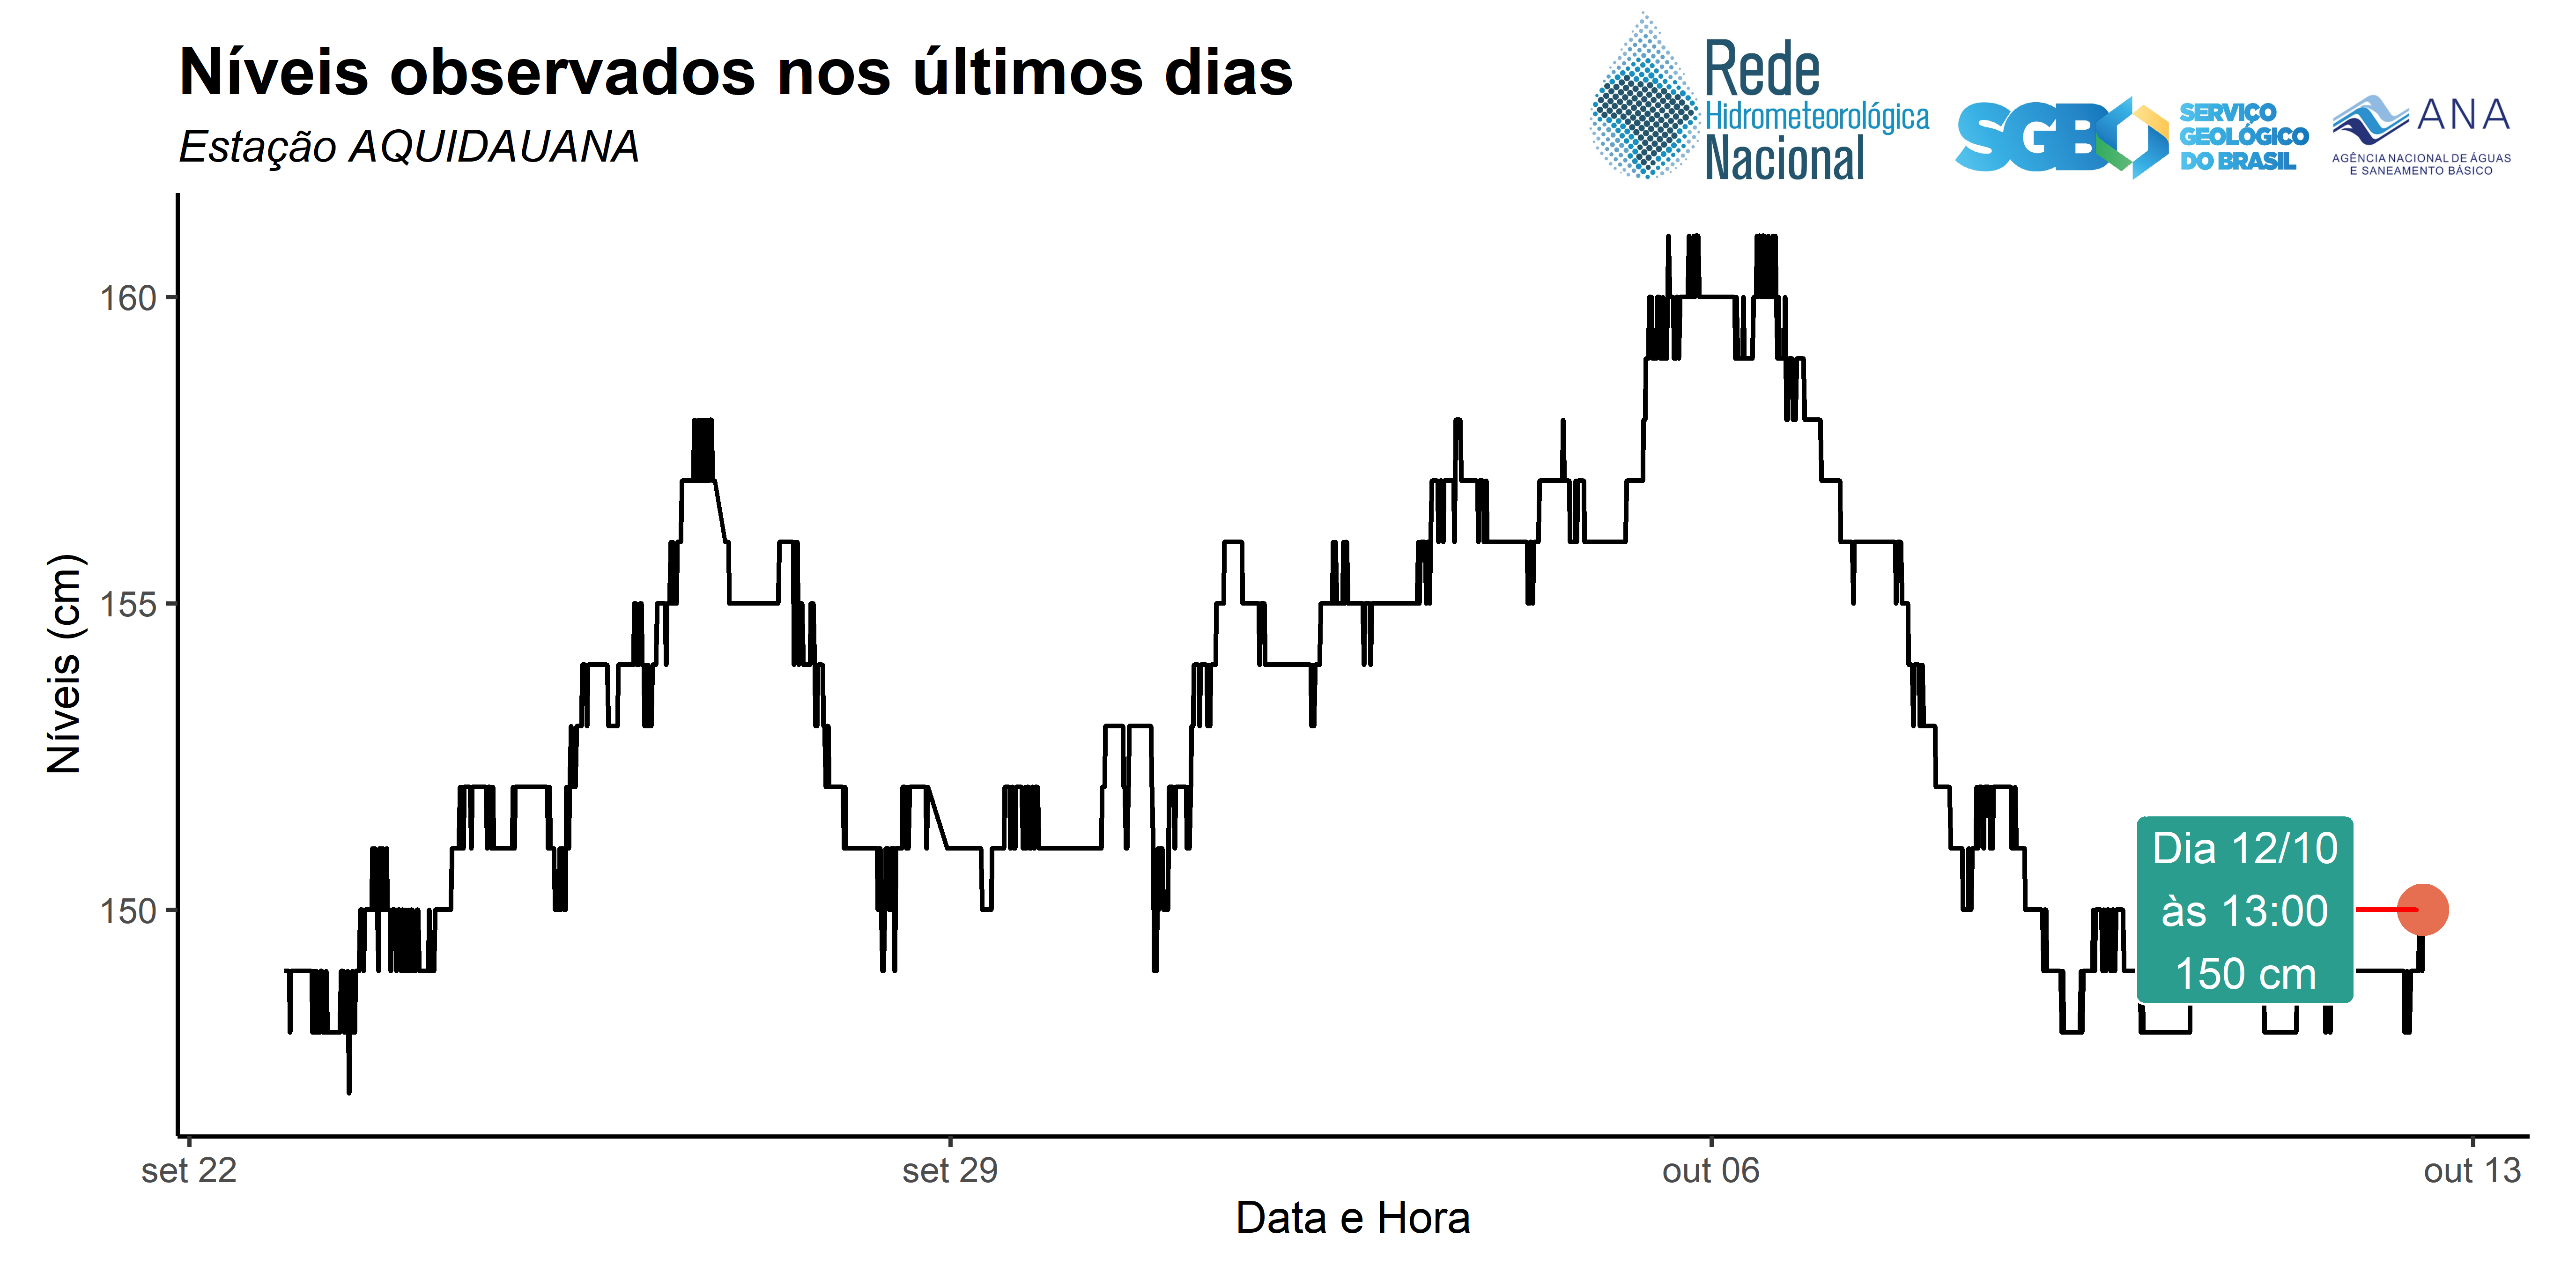 Níveis observados nos últimos dias
Estação AQUIDAUANA
Rede
Hidrometeorológica
Nacional
SGB
SERVIÇO
GEOLÓGICO
DO BRASIL
ANA
AGÊNCIA NACIONAL DE ÁGUAS
E SANEAMENTO BÁSICO
Níveis (cm)
160
155
150
Dia 12/10
às 13:00
150 cm
set 22
set 29
out 06
out 13
Data e Hora